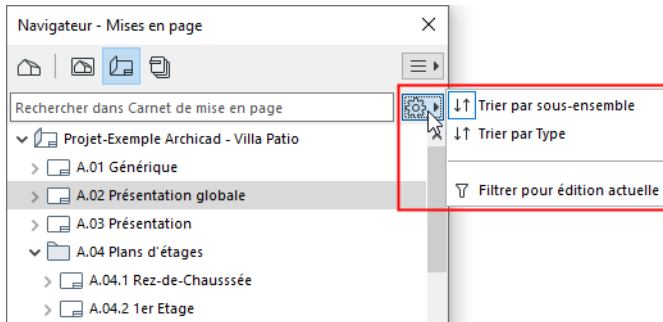 Navigateur - Mises en page
Rechercher dans Carnet de mise en page
Trier par sous-ensemble
Projet-Exemple Archicad - Villa Patio
Trier par Type
A.01 Générique
A.02 Présentation globale
Filtrer pour édition actuelle
A.03 Présentation
A.04 Plans d'étages
A.04.1 Rez-de-Chausssée
A.04.2 1er Etage